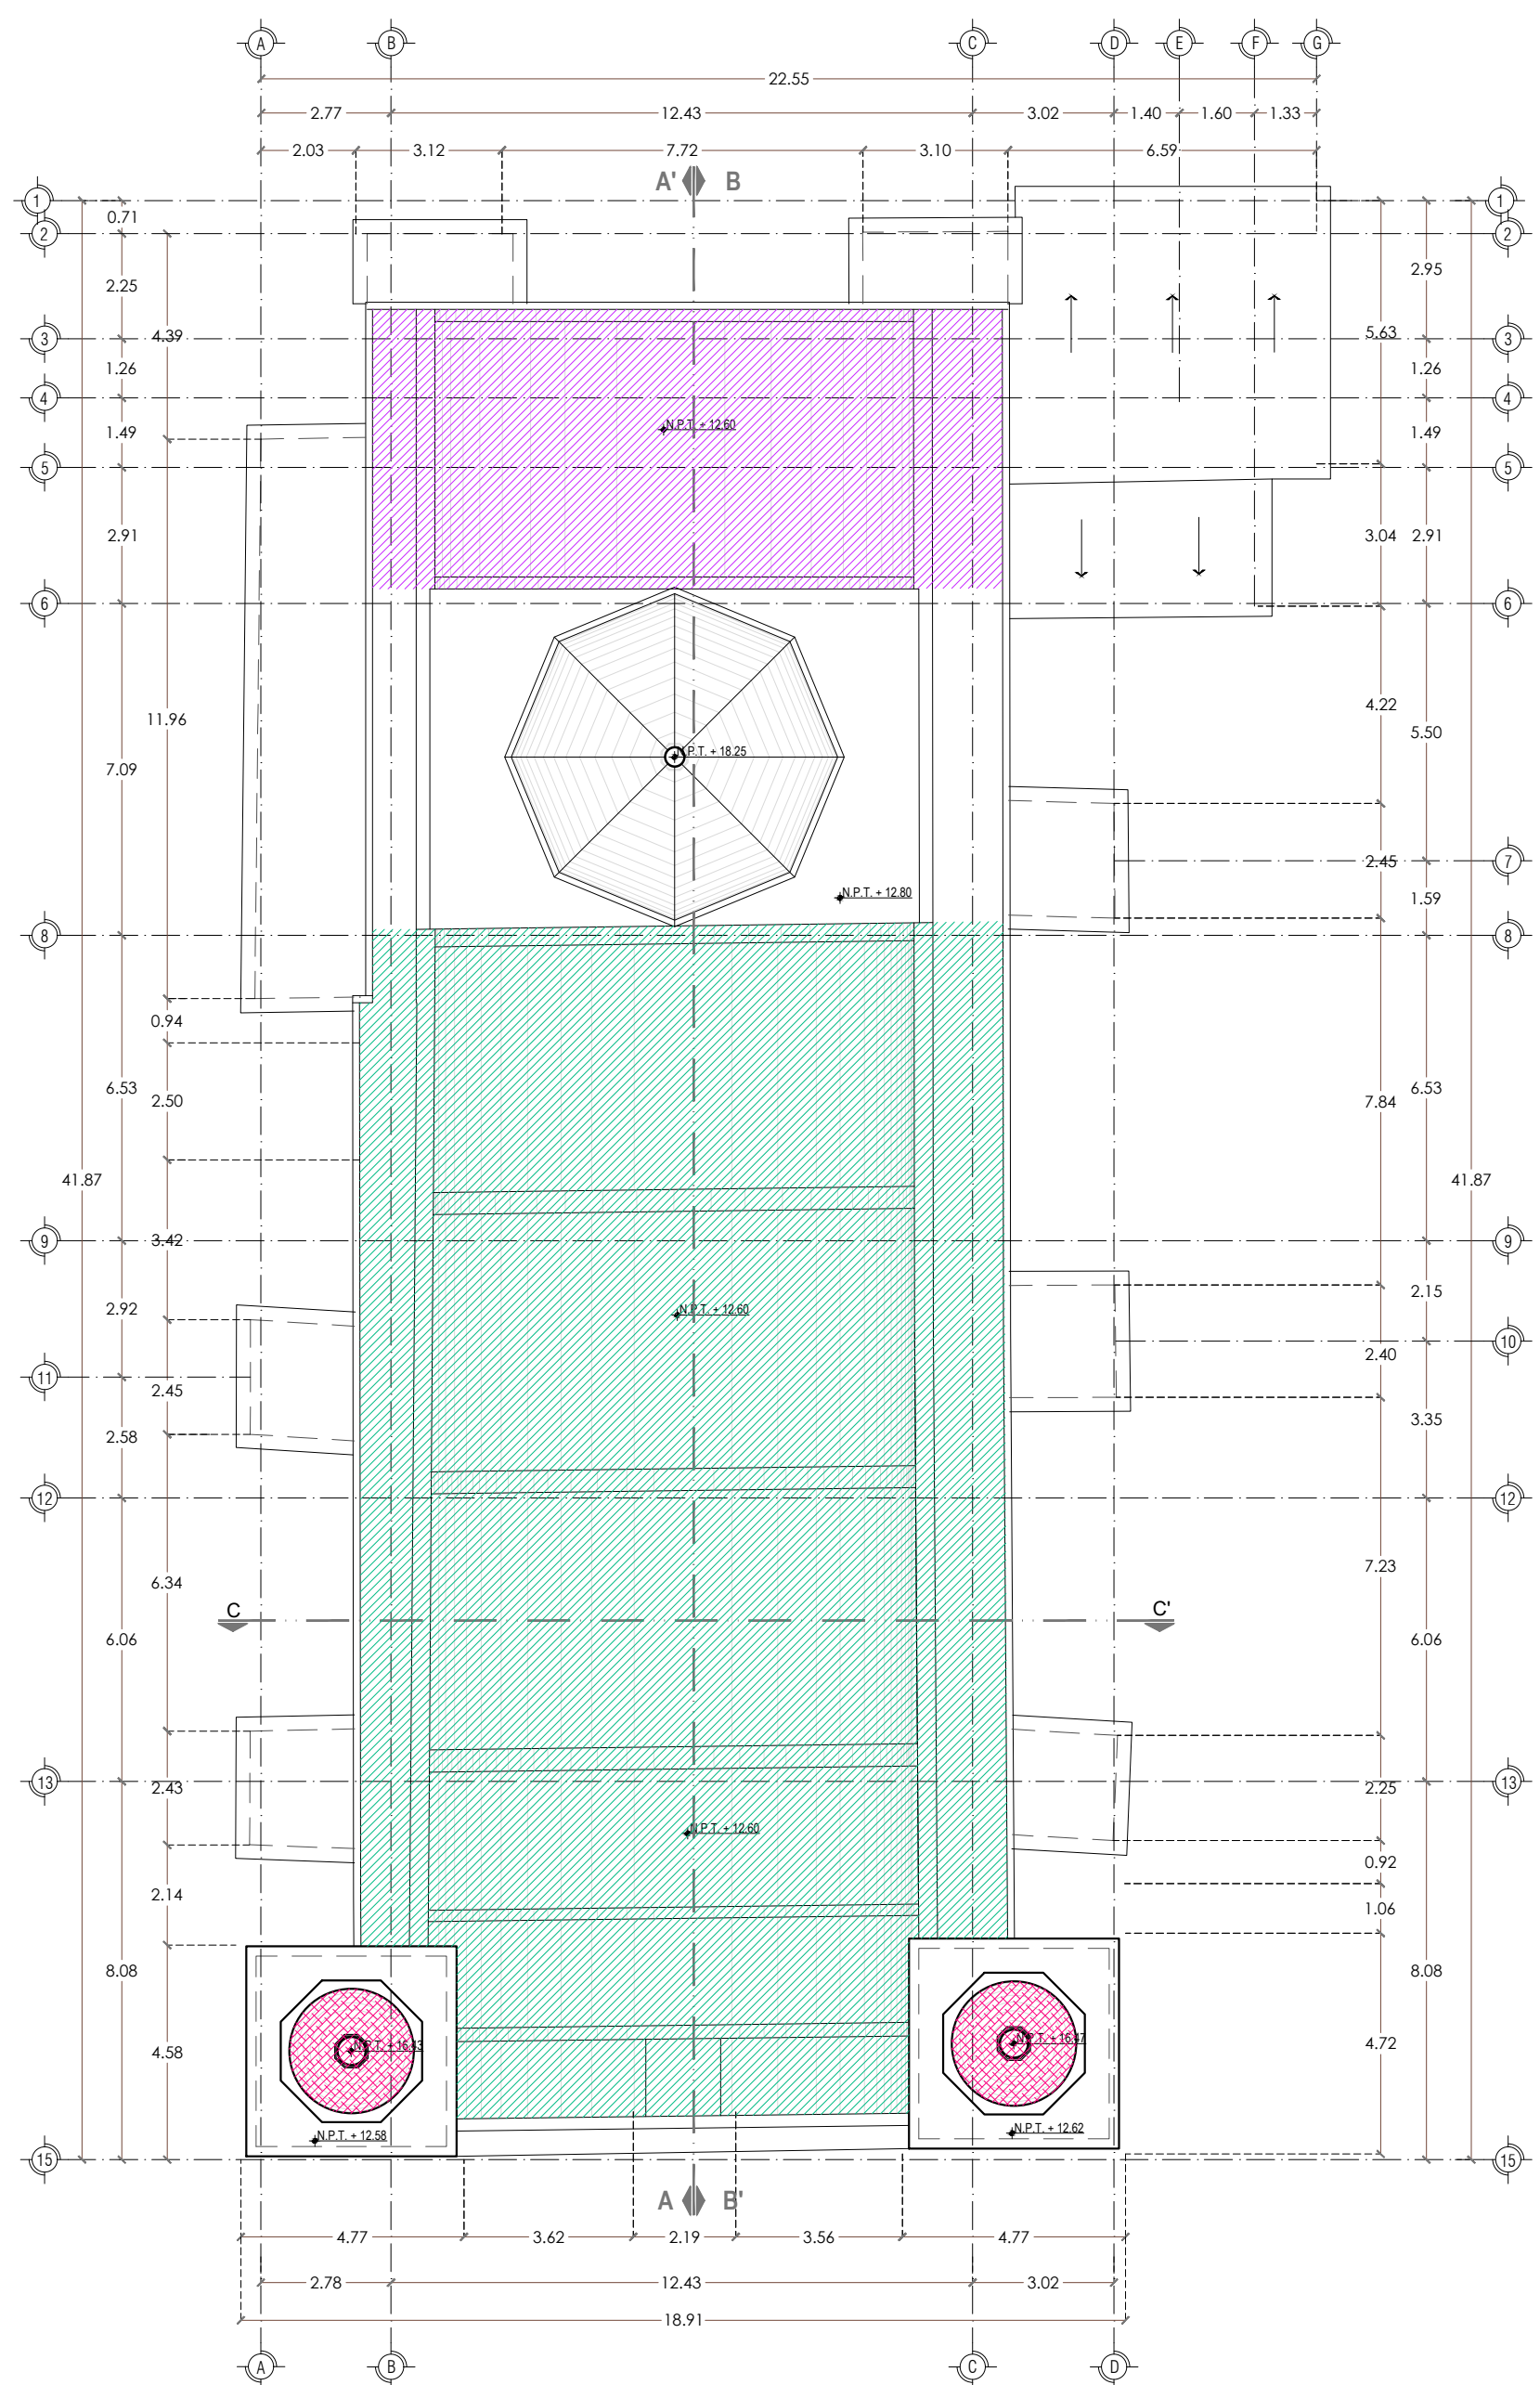 A B C D E F G
22.55
2.77 12.43 3.02 1.40 1.60 1.33
2.03 3.12 7.72 3.10 6.59
A' B
1 1
0.71
2 2
2.25 2.95
3 4.39 5.63 3
1.26 1.26
4 4
N.P.T. + 12.60
1.49 1.49
5 5
2.91 3.04 2.91
6 6
4.22
11.96 5.50
N.P.T. + 18.25
7.09
2.45 7
N.P.T. + 12.80 1.59
8 8
0.94
6.53 2.50 7.84 6.53
41.87 41.87
9 3.42 9
2.92 N.P.T. + 12.60 2.15
2.40 10
11 2.45
2.58 3.35
12 12
6.34 7.23
C C'
6.06 6.06
13 2.43 2.25 13
N.P.T. + 12.60
0.92
2.14 1.06
8.08 8.08
4.58 N.P.T. + 16.43 N.P.T. + 16.47 4.72
N.P.T. + 12.58 N.P.T. + 12.62
15 15
A B'
4.77 3.62 2.19 3.56 4.77
2.78 12.43 3.02
18.91
A B C D